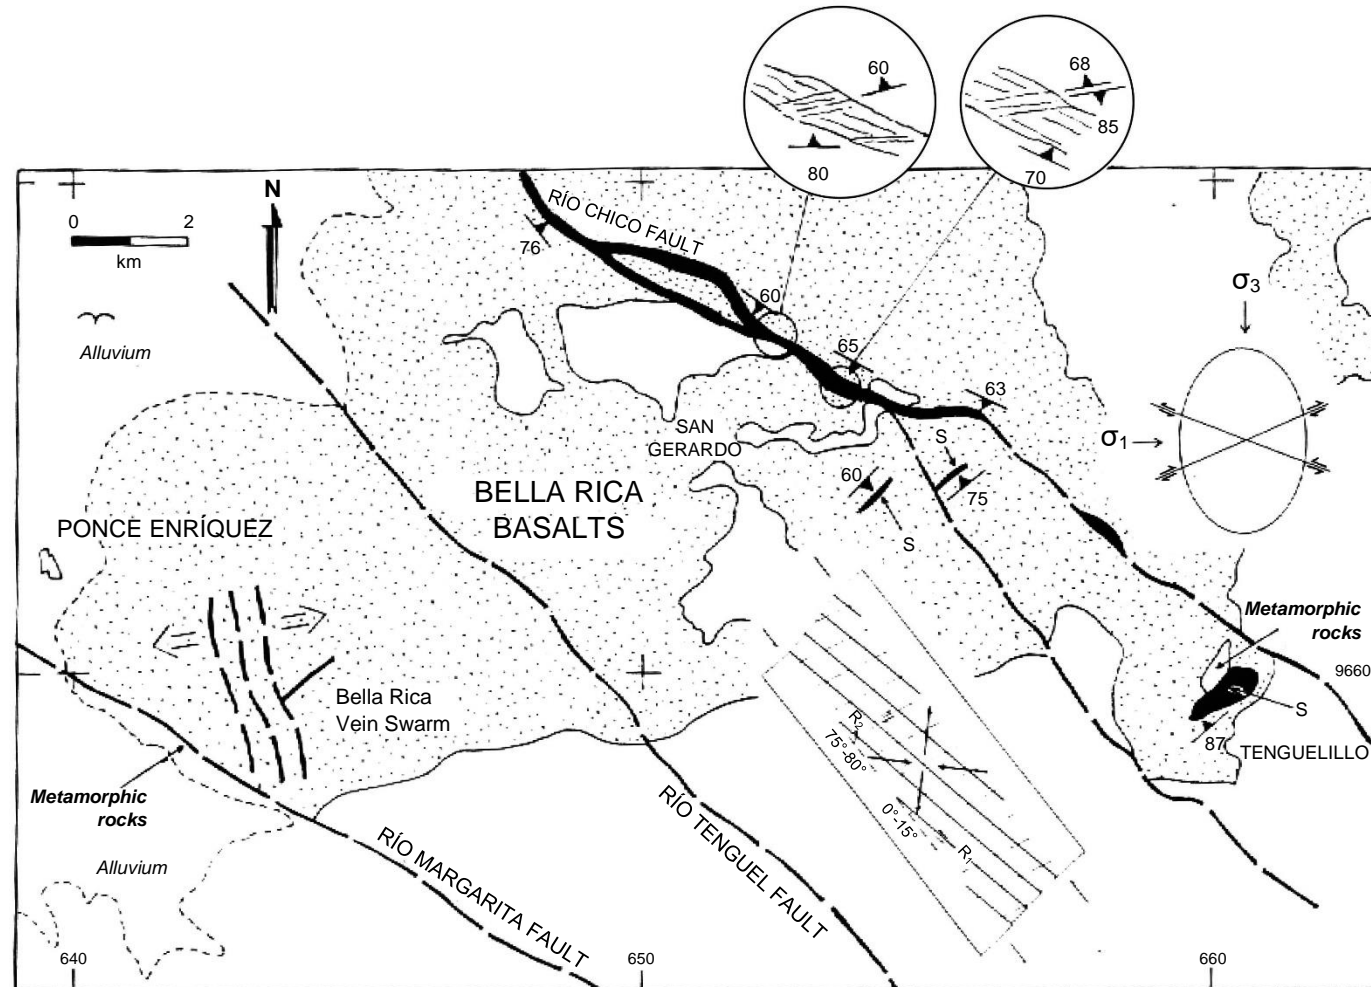 60
80
68
85
70
N
0 2
km
Alluvium
RÍO CHICO FAULT
76
60
65
63
σ3
σ1
SAN
GERARDO
S
60
75
S
BELLA RICA
BASALTS
PONCE ENRÍQUEZ
Bella Rica
Vein Swarm
Metamorphic
rocks
9660
S
87
TENGUELILLO
R2
75°-80°
0°-15°
R1
Metamorphic
rocks
Alluvium
RÍO MARGARITA FAULT
RÍO TENGUEL FAULT
640
650
660